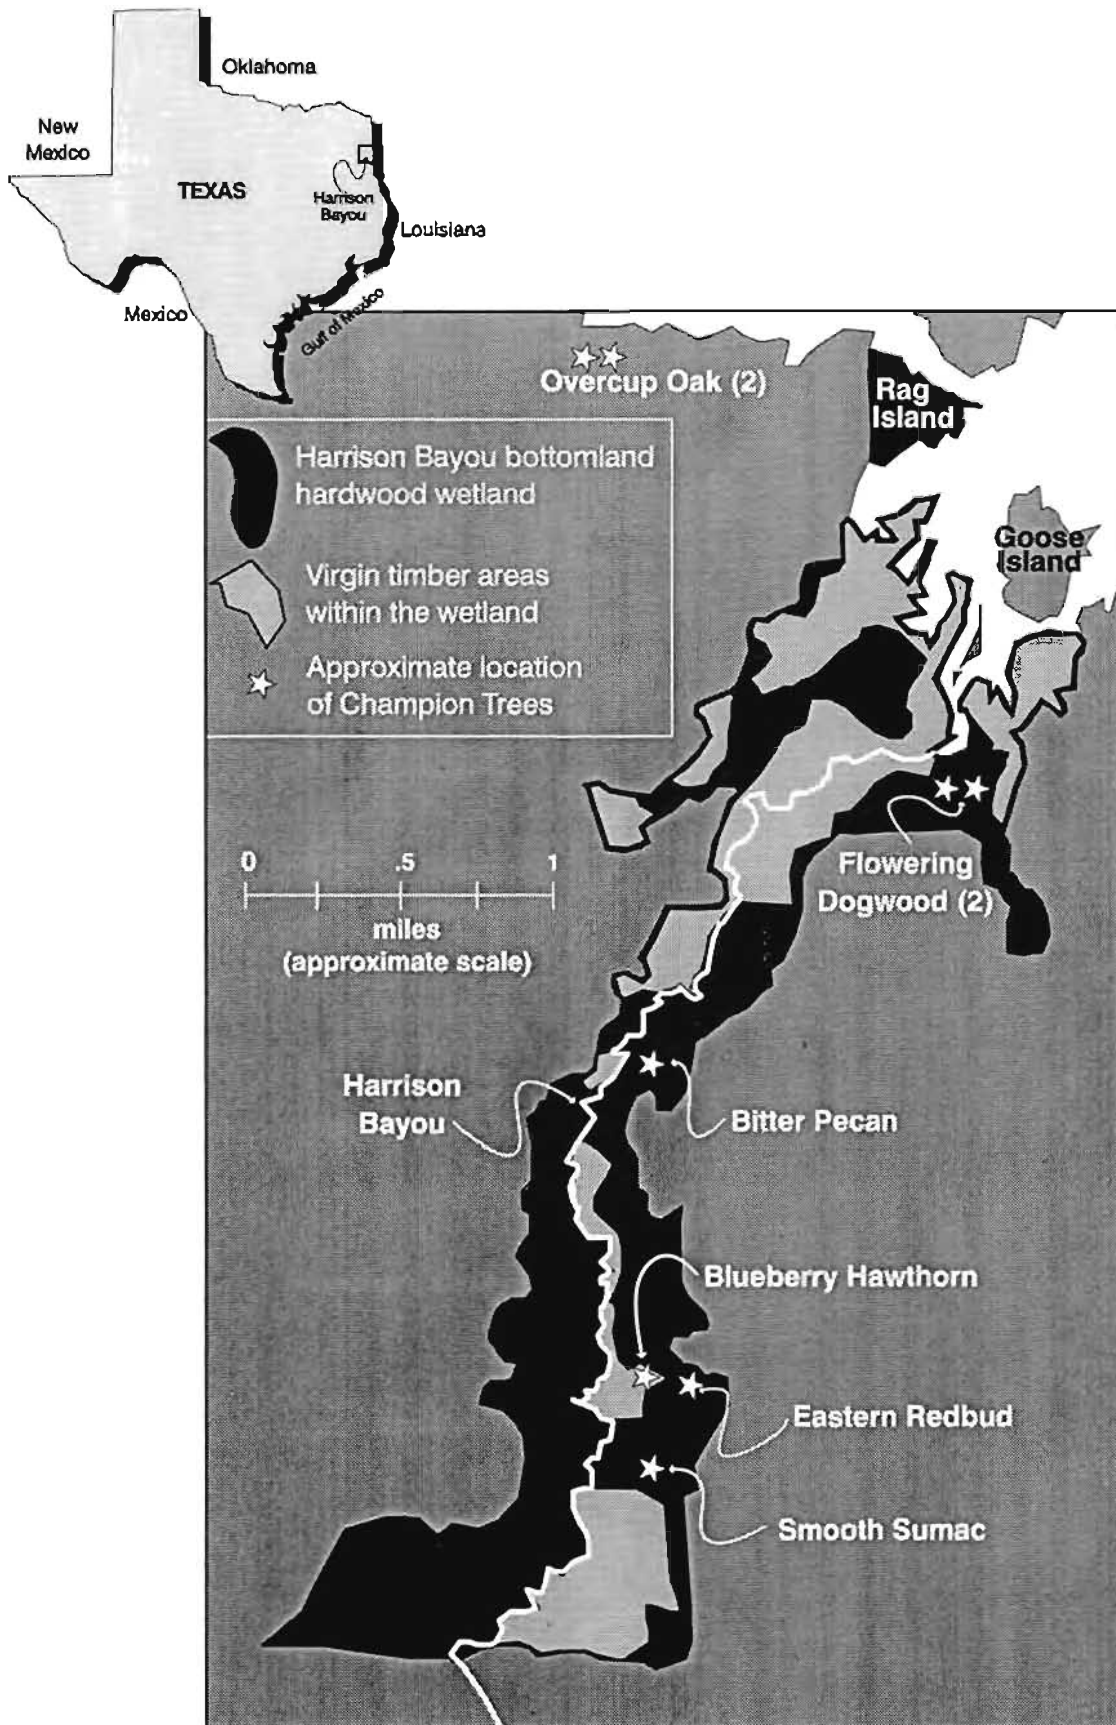 Oklahoma
New
Mexico
TEXAS
Harrison
Bayou
Louisiana
Mexico
Gulf of Mexico
Overcup Oak (2)
Rag
Island
Harrison Bayou bottomland
hardwood wetland
Goose
Island
Virgin timber areas
within the wetland
Approximate location
of Champion Trees
0 .5 1
miles
(approximate scale)
Flowering
Dogwood (2)
Harrison
Bayou
Bitter Pecan
Blueberry Hawthorn
Eastern Redbud
Smooth Sumac